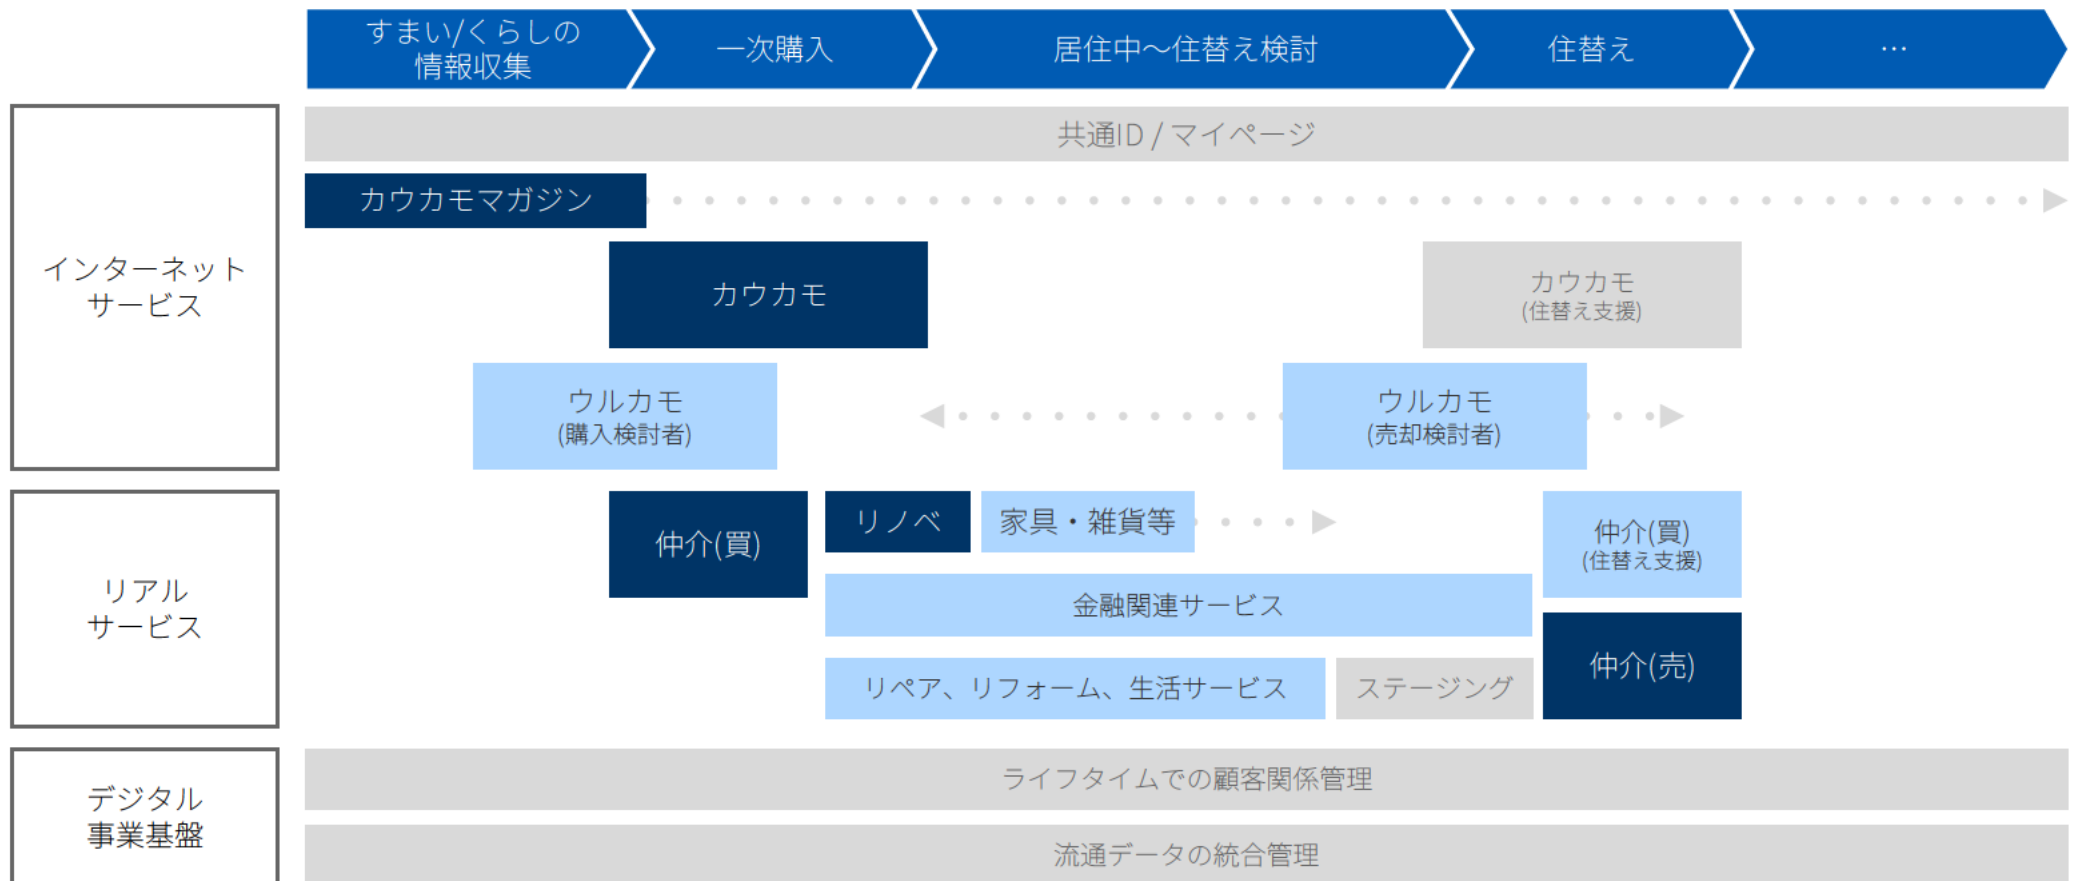 すまい/くらしの
情報収集
一次購入
居住中～住替え検討
住替え
…
インターネット
サービス
共通ID / マイページ
カウカモマガジン
カウカモ
カウカモ
(住替え支援)
ウルカモ
(購入検討者)
ウルカモ
(売却検討者)
リアル
サービス
仲介(買)
リノベ
家具・雑貨等
仲介(買)
(住替え支援)
金融関連サービス
仲介(売)
リペア、リフォーム、生活サービス
ステージング
デジタル
事業基盤
ライフタイムでの顧客関係管理
流通データの統合管理